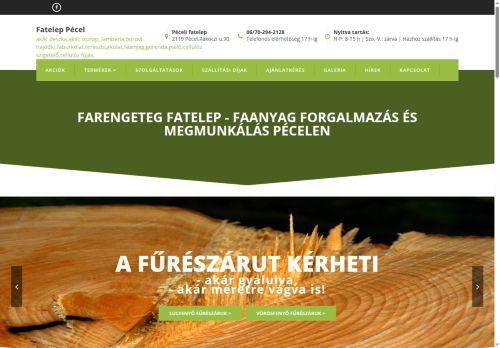 Fatelep Pécel
akác deszka,akác oszlop, lambéria,borovi
hajódló,faburkolat,teraszburkolat,faanyag,gerenda,palló,cellulóz
szigetelő,cellulóz fújás.
Péceli fatelep
2119 Pécel,Rákóczi u.90.
06/70-294-2128
Telefonos elérhetőség 17 h-ig
Nyitva tartás:
H-P: 8-15 h | Szo.-V.: zárva | Házhoz szállítás 17 h-ig
AKCIÓK
TERMÉKEK
SZOLGÁLTATÁSOK
SZÁLLÍTÁSI DÍJAK
AJÁNLATKÉRÉS
GALÉRIA
HÍREK
KAPCSOLAT
FARENGETEG FATELEP - FAANYAG FORGALMAZÁS ÉS
MEGMUNKÁLÁS PÉCELEN
A FŰRÉSZÁRUT KÉRHETI
- akár gyalulva,
- akár méretre vágva is!
LUCFENYŐ FŰRÉSZÁRUK >
VÖRÖSFENYŐ FŰRÉSZÁRUK >